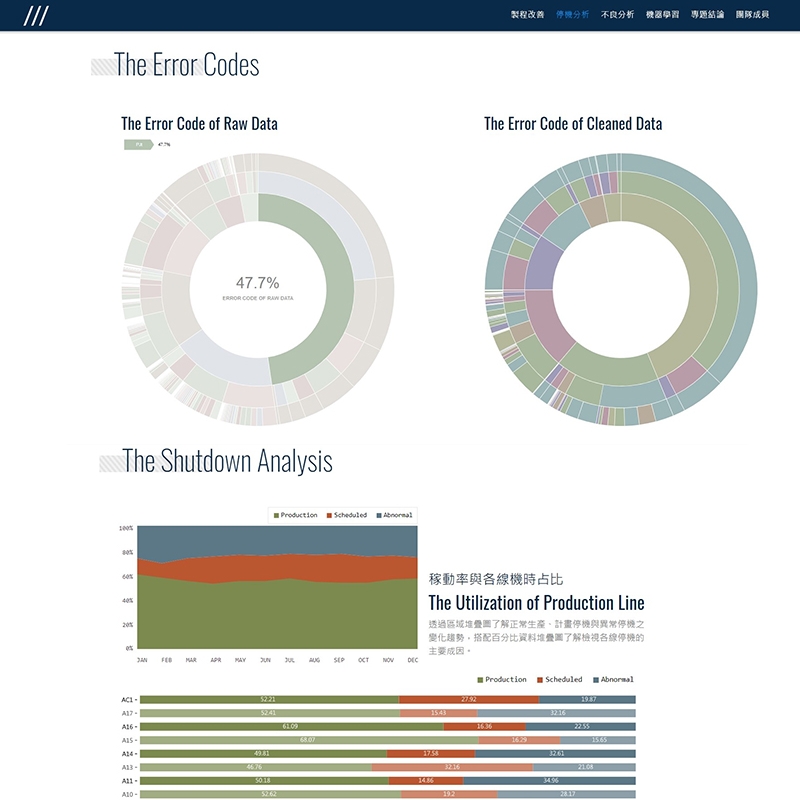 製程改善 停機分析 不良分析 機器學習 專題結論 團隊成員
The Error Codes
The Error Code of Raw Data
47.7%
47.7%
ERROR CODE OF RAW DATA
The Error Code of Cleaned Data
The Shutdown Analysis
Production Scheduled Abnormal
100%
80%
60%
40%
20%
0%
JAN FEB MAR APR MAY JUN JUL AUG SEP OCT NOV DEC
稼動率與各線機時占比
The Utilization of Production Line
透過區域堆疊圖了解正常生產、計畫停機與異常停機之
變化趨勢，搭配百分比資料堆疊圖了解檢視各線停機的
主要成因。
Production Scheduled Abnormal
AC1 52.21 27.92 19.87
A17 52.41 15.43 32.16
A16 61.09 16.36 22.55
A15 68.07 16.29 15.65
A14 49.81 17.58 32.61
A13 46.76 32.16 21.08
A11 50.18 14.86 34.96
A10 52.62 19.2 28.17